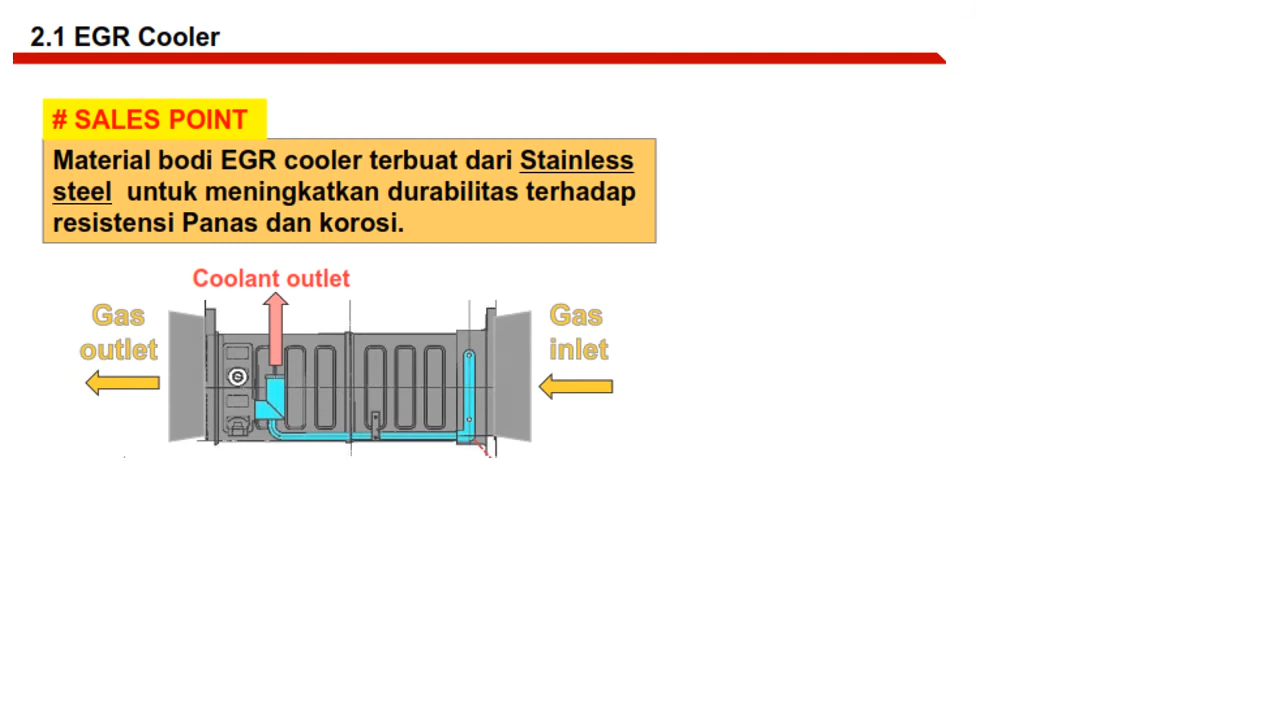 2.1 EGR Cooler
# SALES POINT
Material bodi EGR cooler terbuat dari Stainless
steel untuk meningkatkan durabilitas terhadap
resistensi Panas dan korosi.
Coolant outlet
Gas
outlet
Gas
inlet